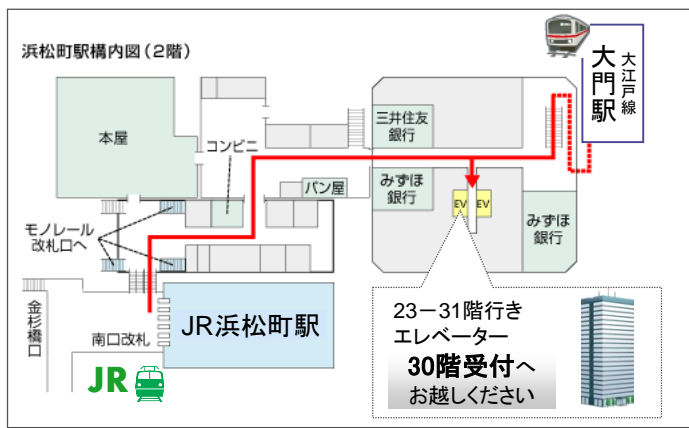 浜松町駅構内図(2階)
本屋
コンビニ
パン屋
三井住友
銀行
みずほ
銀行
EV
EV
みずほ
銀行
大江戸線
大門駅
モノレール
改札口へ
金杉橋口
南口改札
JR浜松町駅
JR
23－31階行き
エレベーター
30階受付へ
お越しください